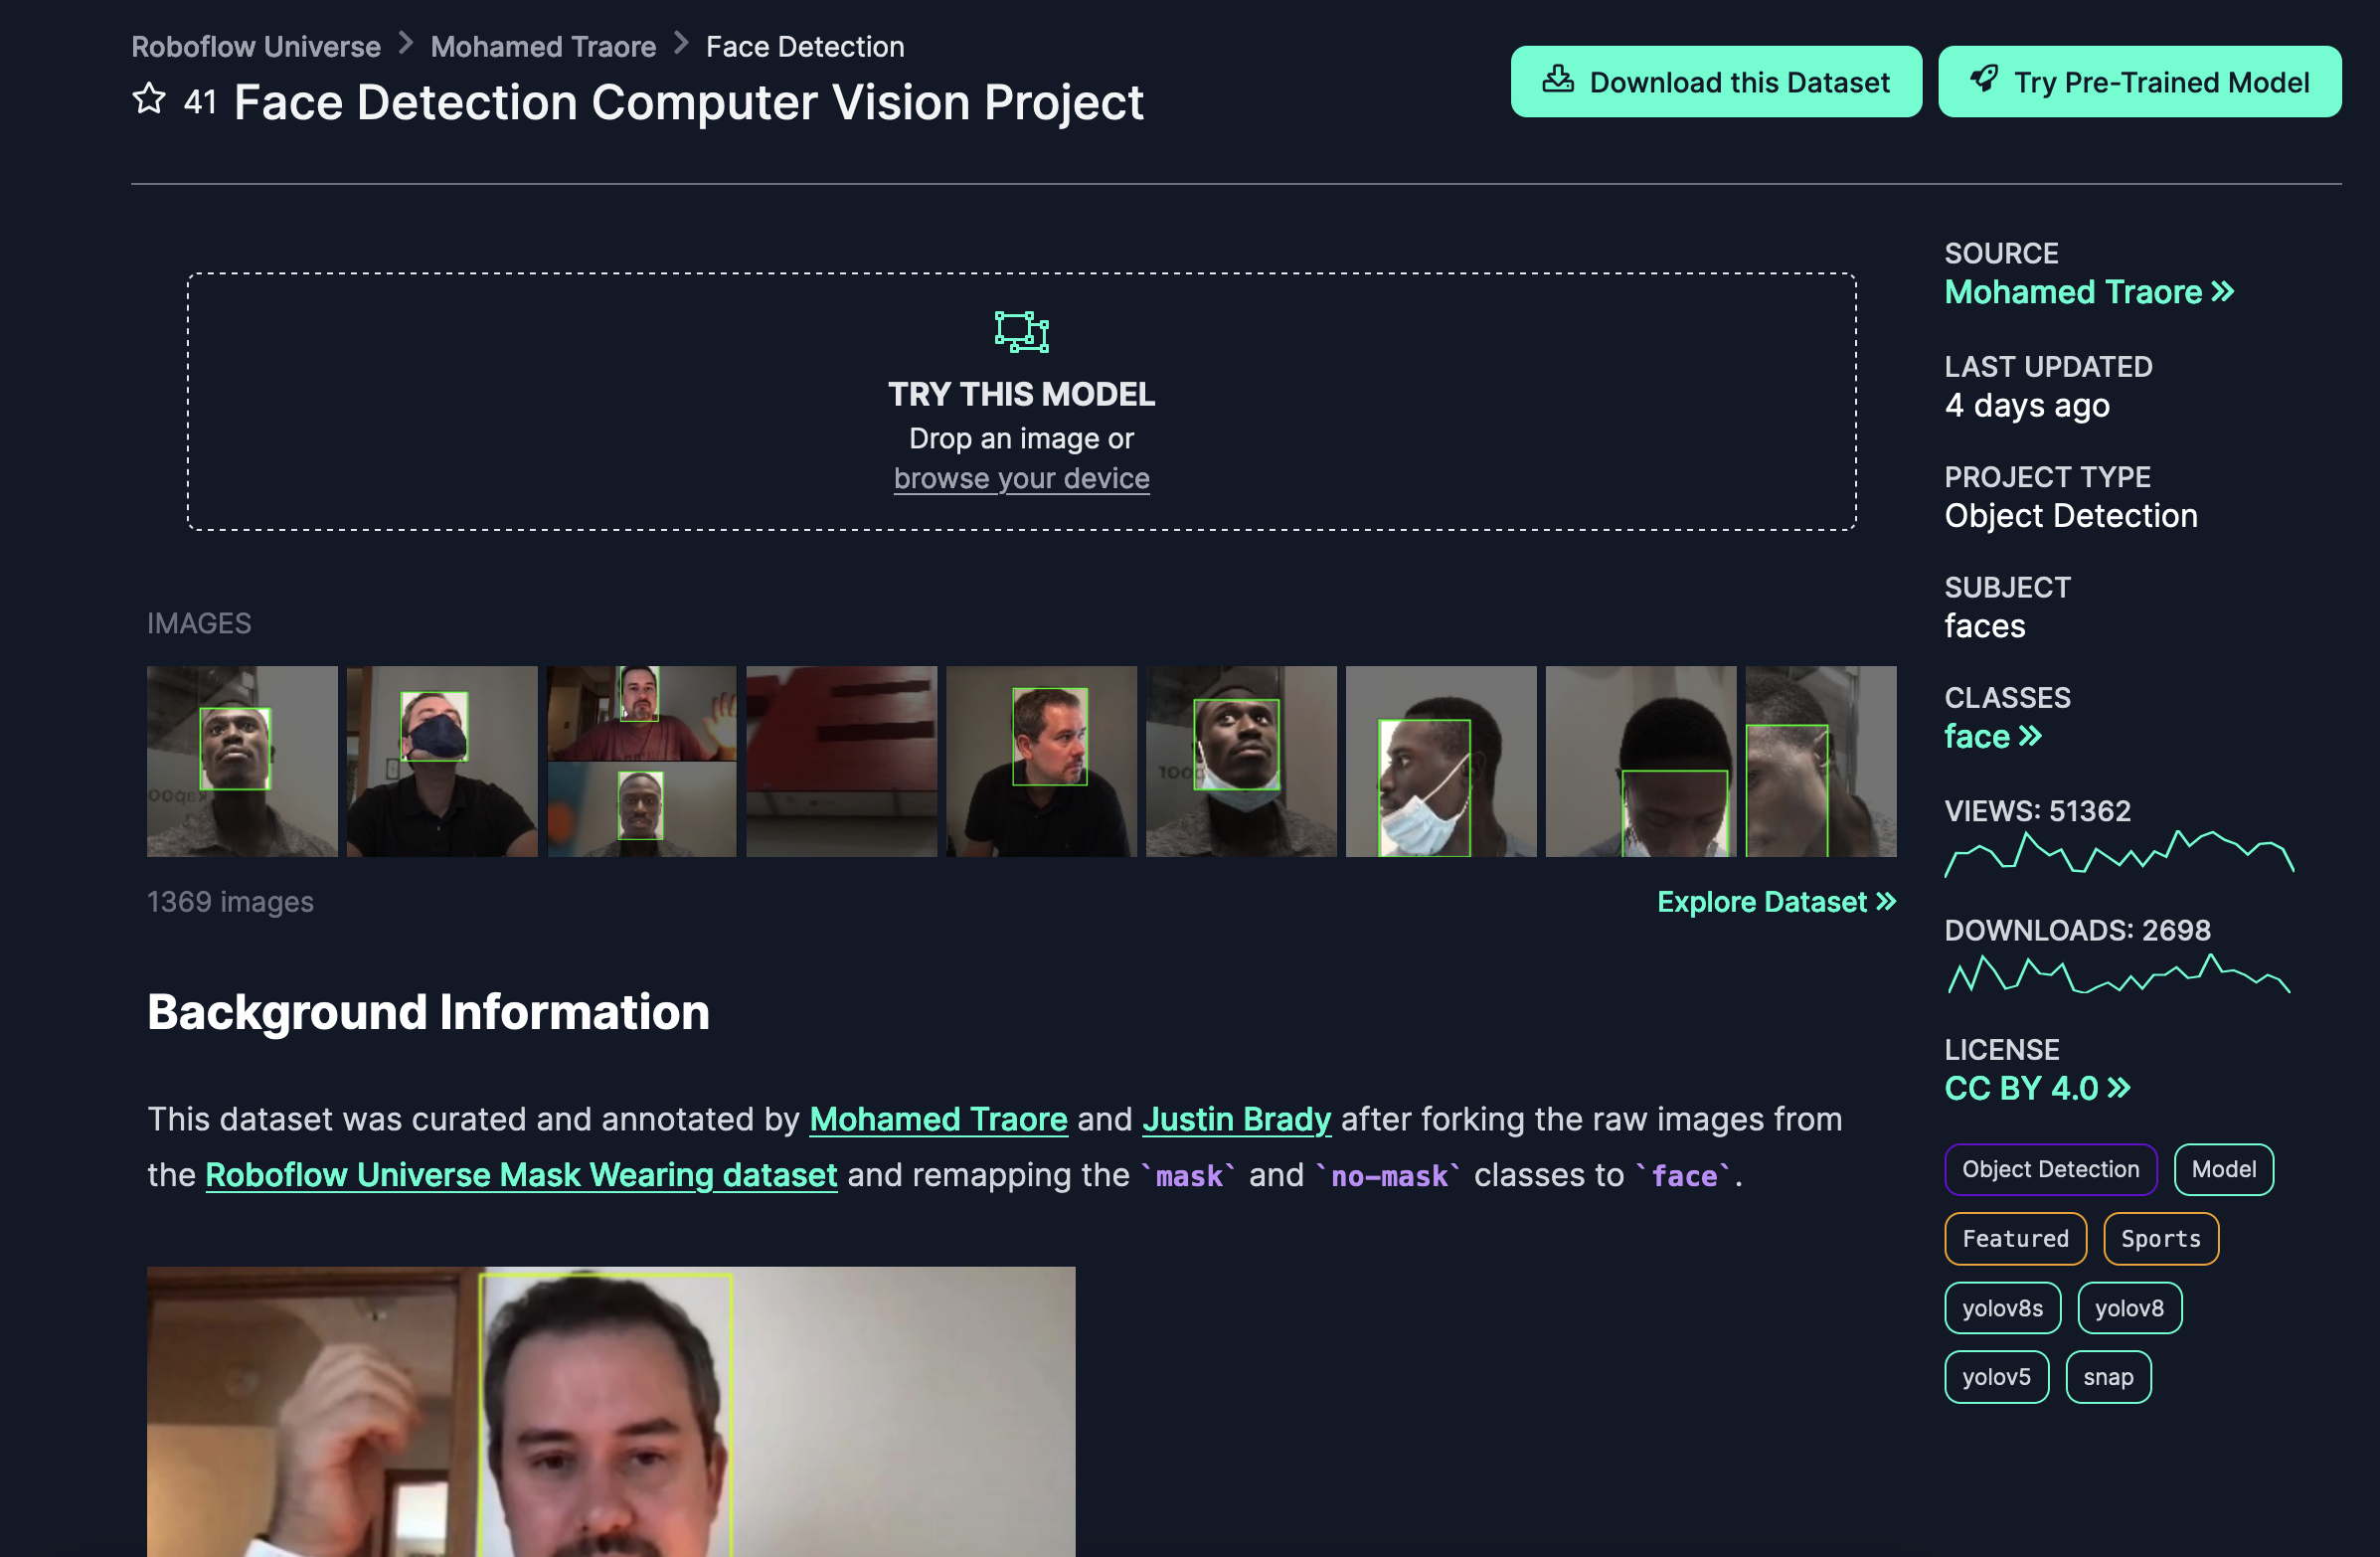 Roboflow Universe > Mohamed Traore > Face Detection
41 Face Detection Computer Vision Project
Download this Dataset
Try Pre-Trained Model
TRY THIS MODEL
Drop an image or
browse your device
IMAGES
1369 images
Explore Dataset »
Background Information
This dataset was curated and annotated by Mohamed Traore and Justin Brady after forking the raw images from
the Roboflow Universe Mask Wearing dataset and remapping the `mask` and `no-mask` classes to `face`.
SOURCE
Mohamed Traore »
LAST UPDATED
4 days ago
PROJECT TYPE
Object Detection
SUBJECT
faces
CLASSES
face »
VIEWS: 51362
DOWNLOADS: 2698
LICENSE
CC BY 4.0 »
Object Detection
Model
Featured
Sports
yolov8s
yolov8
yolov5
snap